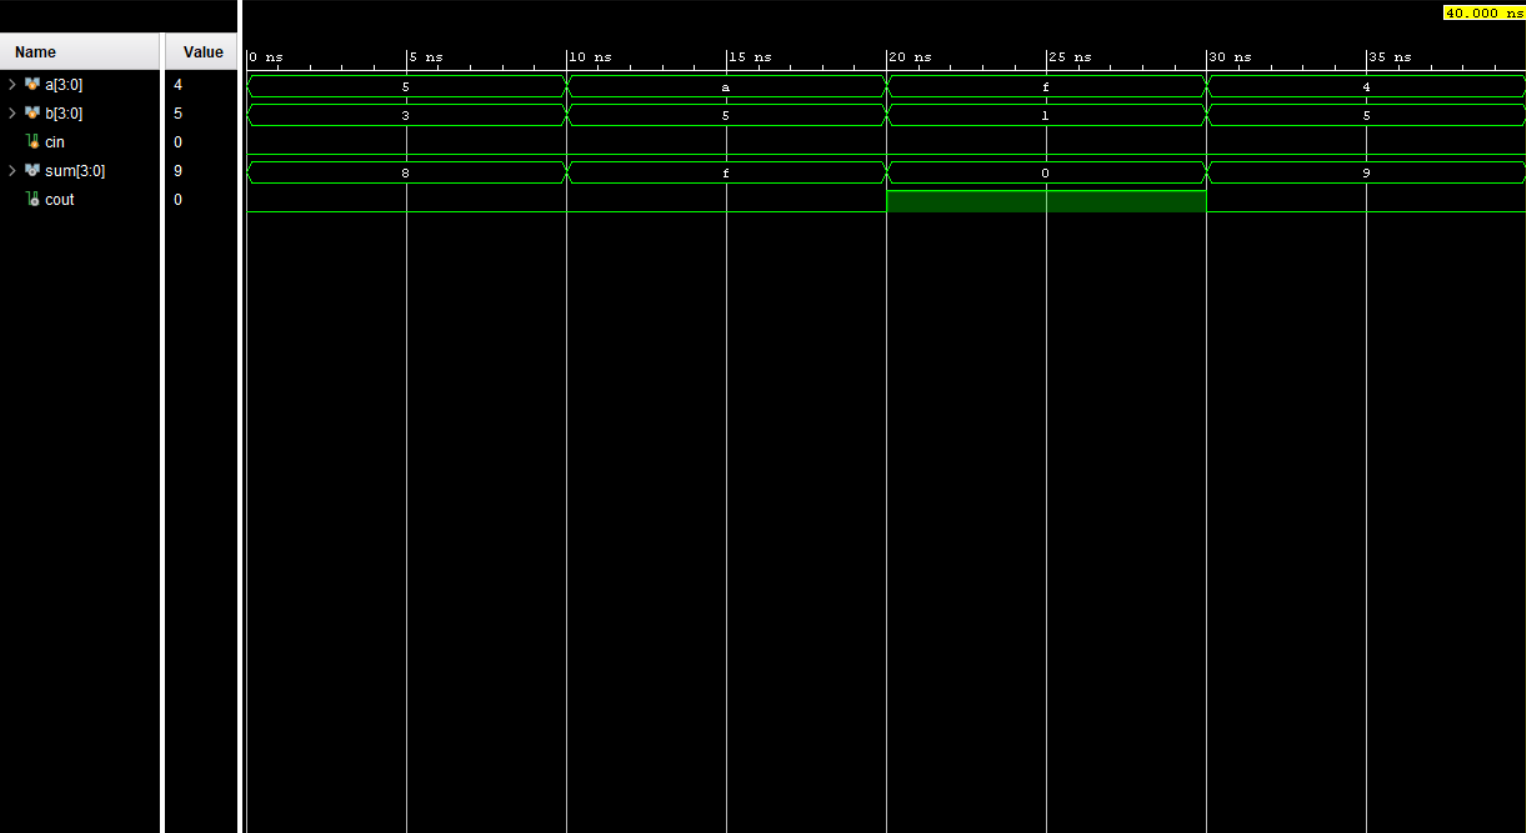 40.000 ns
Name Value
0 ns 5 ns 10 ns 15 ns 20 ns 25 ns 30 ns 35 ns
a[3:0] 4 5 a f 4
b[3:0] 5 3 5 1 5
cin 0
sum[3:0] 9 8 f 0 9
cout 0